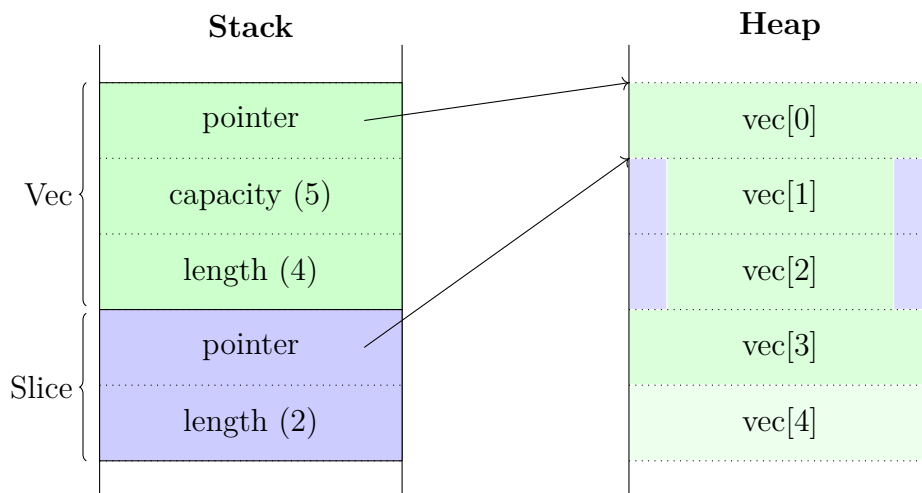 Stack
Heap
Vec
pointer
capacity (5)
length (4)
Slice
pointer
length (2)
vec[0]
vec[1]
vec[2]
vec[3]
vec[4]